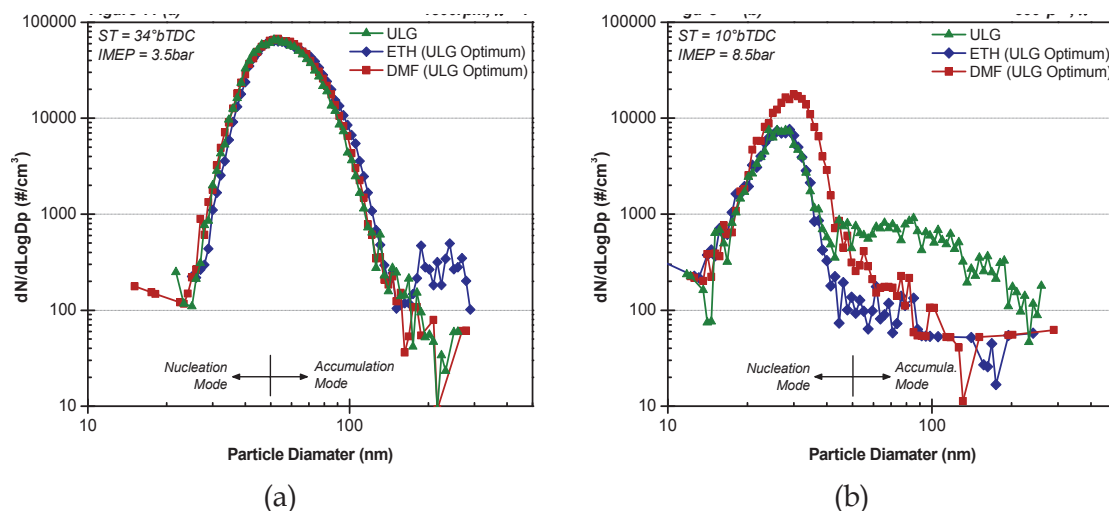 ST = 34°bTDC
IMEP = 3.5bar
ULG
ETH (ULG Optimum)
DMF (ULG Optimum)
dN/dLogDp (#/cm³)
100000
10000
1000
100
10
Nucleation Mode
Accumulation Mode
10
100
Particle Diamater (nm)
(a)
ST = 10°bTDC
IMEP = 8.5bar
ULG
ETH (ULG Optimum)
DMF (ULG Optimum)
dN/dLogDp (#/cm³)
100000
10000
1000
100
10
Nucleation Mode
Accumula. Mode
10
100
Particle Diamater (nm)
(b)